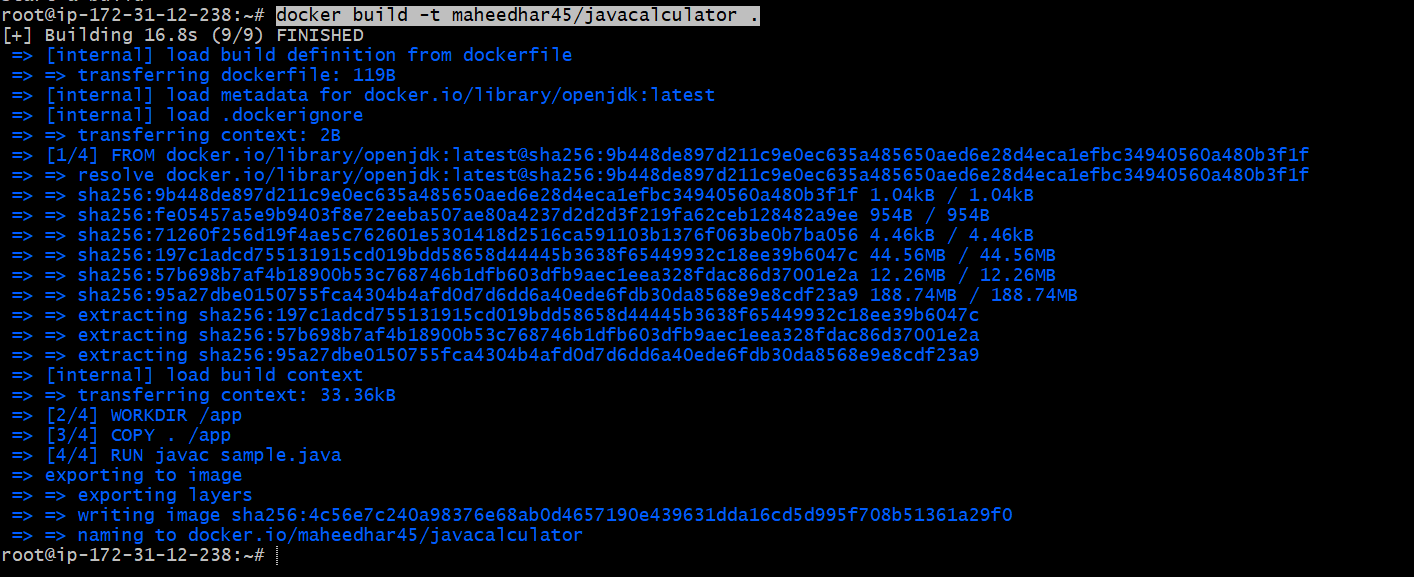 root@ip-172-31-12-238:~# docker build -t maheedhar45/javacalculator .
[+] Building 16.8s (9/9) FINISHED
=> [internal] load build definition from dockerfile
=> => transferring dockerfile: 119B
=> [internal] load metadata for docker.io/library/openjdk:latest
=> [internal] load .dockerignore
=> => transferring context: 2B
=> [1/4] FROM docker.io/library/openjdk:latest@sha256:9b448de897d211c9e0ec635a485650aed6e28d4eca1efbc34940560a480b3f1f
=> => resolve docker.io/library/openjdk:latest@sha256:9b448de897d211c9e0ec635a485650aed6e28d4eca1efbc34940560a480b3f1f
=> => sha256:9b448de897d211c9e0ec635a485650aed6e28d4eca1efbc34940560a480b3f1f 1.04kB / 1.04kB
=> => sha256:fe05457a5e9b9403f8e72eeba507ae80a4237d2d2d3f219fa62ceb128482a9ee 954B / 954B
=> => sha256:71260f256d19f4ae5c762601e5301418d2516ca591103b1376f063be0b7ba056 4.46kB / 4.46kB
=> => sha256:197c1adcd755131915cd019bdd58658d44445b3638f65449932c18ee39b6047c 44.56MB / 44.56MB
=> => sha256:57b698b7af4b18900b53c768746b1dfb603dfb9aec1eea328fdac86d37001e2a 12.26MB / 12.26MB
=> => sha256:95a27dbe0150755fca4304b4afd0d7d6dd6a40ede6fdb30da8568e9e8cdf23a9 188.74MB / 188.74MB
=> => extracting sha256:197c1adcd755131915cd019bdd58658d44445b3638f65449932c18ee39b6047c
=> => extracting sha256:57b698b7af4b18900b53c768746b1dfb603dfb9aec1eea328fdac86d37001e2a
=> => extracting sha256:95a27dbe0150755fca4304b4afd0d7d6dd6a40ede6fdb30da8568e9e8cdf23a9
=> [internal] load build context
=> => transferring context: 33.36kB
=> [2/4] WORKDIR /app
=> [3/4] COPY . /app
=> [4/4] RUN javac sample.java
=> exporting to image
=> => exporting layers
=> => writing image sha256:4c56e7c240a98376e68ab0d4657190e439631dda16cd5d995f708b51361a29f0
=> => naming to docker.io/maheedhar45/javacalculator
root@ip-172-31-12-238:~#